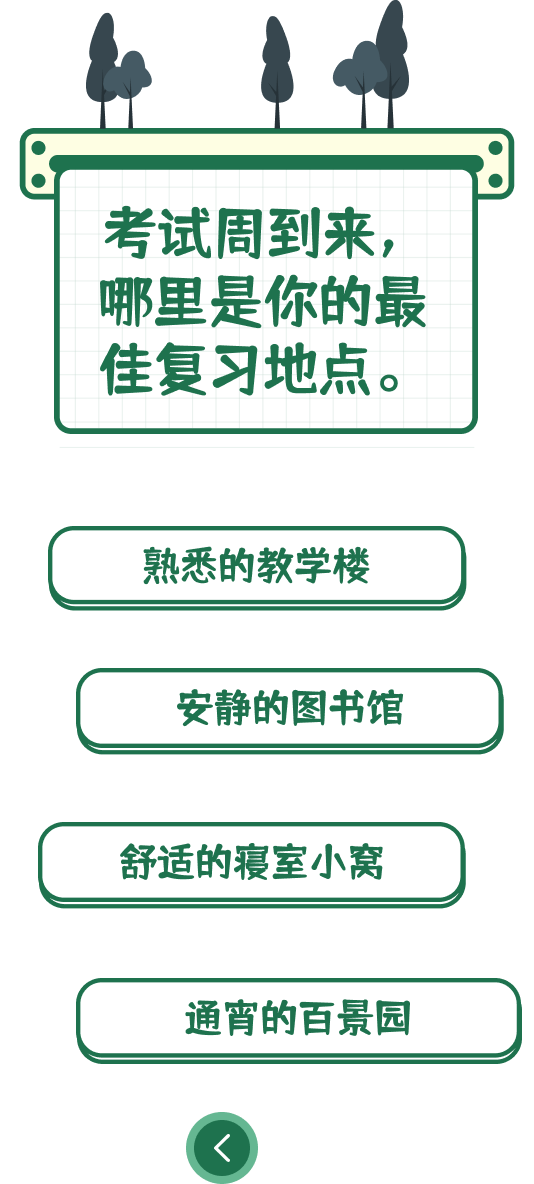 考试周到来，
哪里是你的最
佳复习地点。
熟悉的教学楼
安静的图书馆
舒适的寝室小窝
通宵的百景园